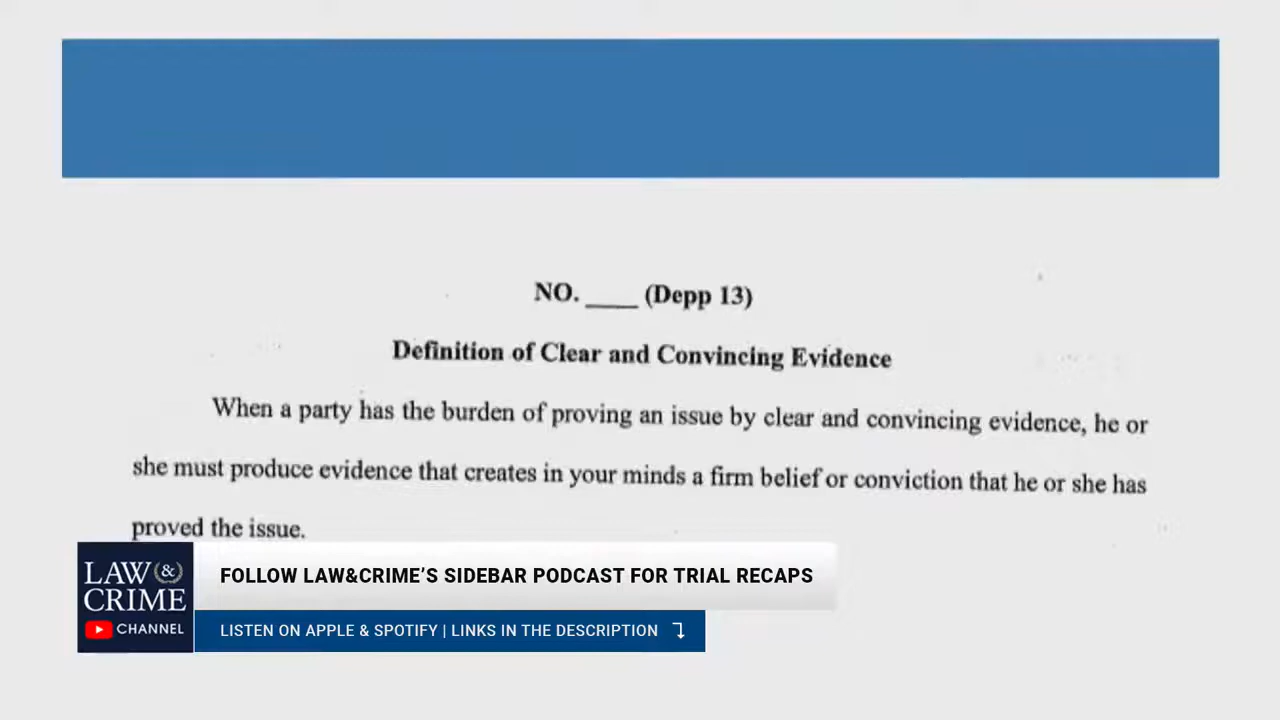 NO. ____ (Depp 13)
Definition of Clear and Convincing Evidence
When a party has the burden of proving an issue by clear and convincing evidence, he or
she must produce evidence that creates in your minds a firm belief or conviction that he or she has
proved the issue.
LAW &
CRIME
CHANNEL
FOLLOW LAW&CRIME'S SIDEBAR PODCAST FOR TRIAL RECAPS
LISTEN ON APPLE & SPOTIFY | LINKS IN THE DESCRIPTION ↴